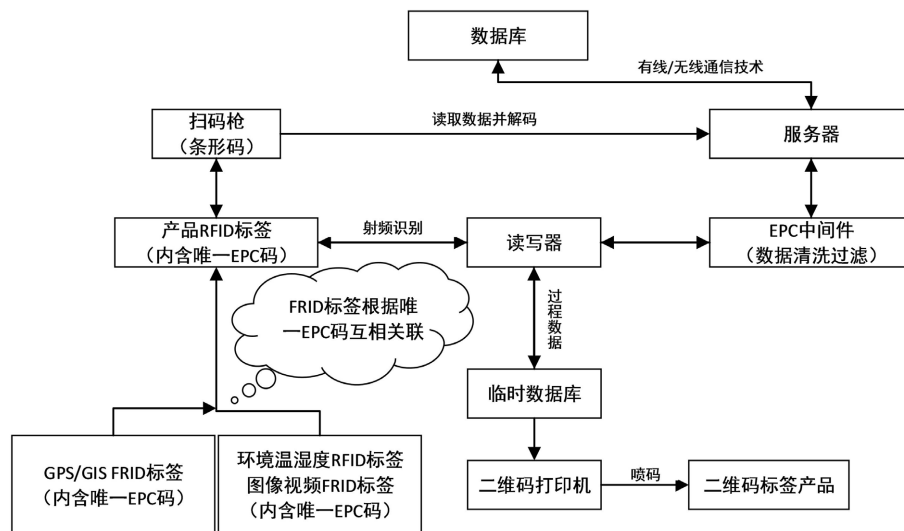 数据库
有线/无线通信技术
扫码枪
（条形码）
读取数据并解码
服务器
产品RFID标签
（内含唯一EPC码）
射频识别
读写器
EPC中间件
（数据清洗过滤）
FRID标签根据唯
一EPC码互相关联
过程数据
临时数据库
GPS/GIS FRID标签
（内含唯一EPC码）
环境温湿度RFID标签
图像视频FRID标签
（内含唯一EPC码）
二维码打印机
喷码
二维码标签产品